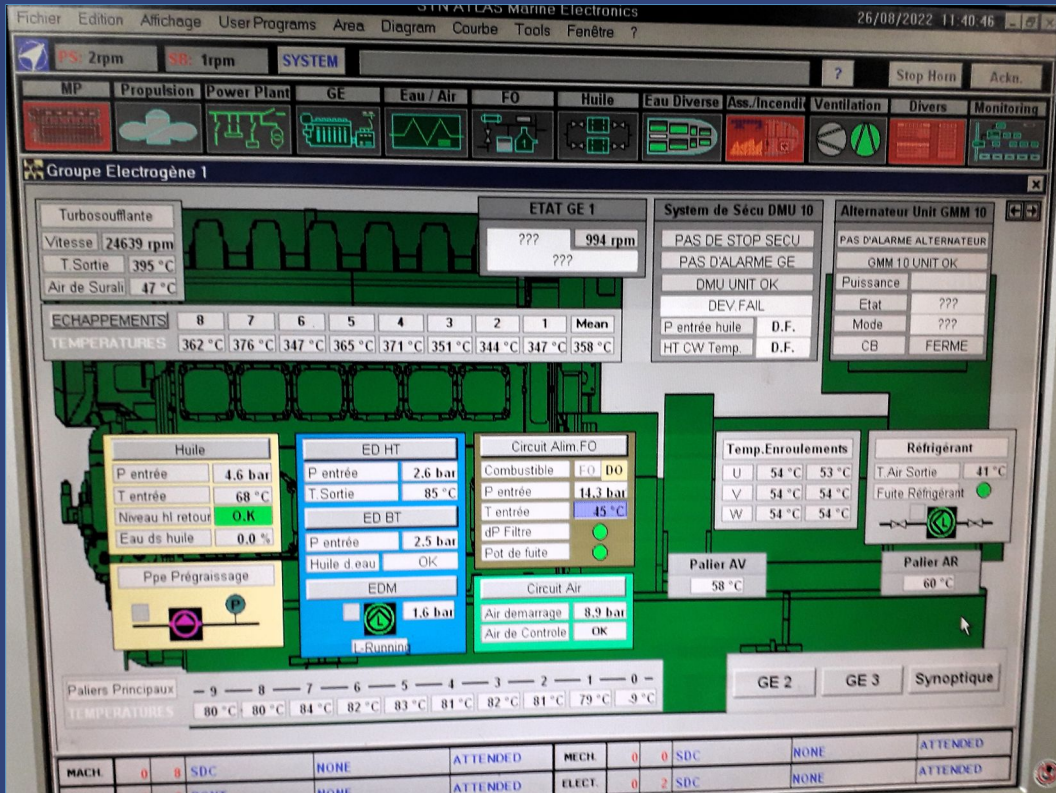 SYN ATLAS Marine Electronics
Fichier Edition Affichage User Programs Area Diagram Courbe Tools Fenêtre ?
26/08/2022 11:40:46
PS: 2rpm SB: 1rpm SYSTEM ? Stop Horn Ackn.
MP Propulsion Power Plant GE Eau / Air FO Huile Eau Diverse Ass./Incendi Ventilation Divers Monitoring
Groupe Electrogène 1
Turbosoufflante
Vitesse 24639 rpm
T.Sortie 395 °C
Air de Surali 47 °C
ETAT GE 1
??? 994 rpm
???
System de Sécu DMU 10
PAS DE STOP SECU
PAS D'ALARME GE
DMU UNIT OK
DEV.FAIL
P entrée huile D.F.
HT CW Temp. D.F.
Alternateur Unit GMM 10
PAS D'ALARME ALTERNATEUR
GMM 10 UNIT OK
Puissance
Etat ???
Mode ???
CB FERME
ECHAPPEMENTS 8 7 6 5 4 3 2 1 Mean
TEMPERATURES 362 °C 376 °C 347 °C 365 °C 371 °C 351 °C 344 °C 347 °C 358 °C
Huile
P entrée 4.6 bar
T entrée 68 °C
Niveau hl retour O.K
Eau ds huile 0.0 %
Ppe Prégraissage
P
ED HT
P entrée 2.6 bar
T.Sortie 85 °C
ED BT
P entrée 2.5 bar
Huile d.eau OK
EDM
L 1.6 bar
L-Running
Circuit Alim.FO
Combustible FO DO
P entrée 14.3 bar
T entrée 45 °C
dP Filtre
Pot de fuite
Circuit Air
Air demarrage 8.9 bar
Air de Controle OK
Temp.Enroulements
U 54 °C 53 °C
V 54 °C 54 °C
W 54 °C 54 °C
Réfrigérant
T.Air Sortie 41 °C
Fuite Réfrigérant
L
Palier AV
58 °C
Palier AR
60 °C
Paliers Principaux 9 8 7 6 5 4 3 2 1 0
TEMPERATURES 80 °C 80 °C 84 °C 82 °C 83 °C 81 °C 82 °C 81 °C 79 °C -9 °C
GE 2 GE 3 Synoptique
MACH. 0 8 SDC NONE ATTENDED MECH. 0 0 SDC NONE ATTENDED
ELECT. 0 2 SDC NONE ATTENDED